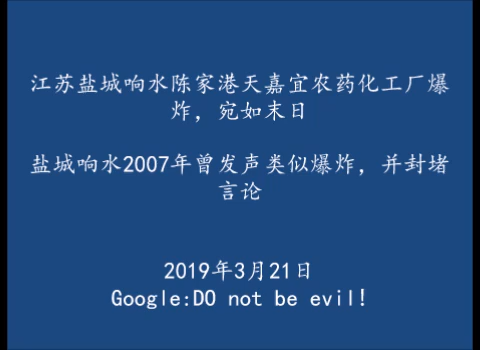 江苏盐城响水陈家港天嘉宜农药化工厂爆
炸，宛如末日
盐城响水2007年曾发声类似爆炸，并封堵
言论
2019年3月21日
Google:DO not be evil!